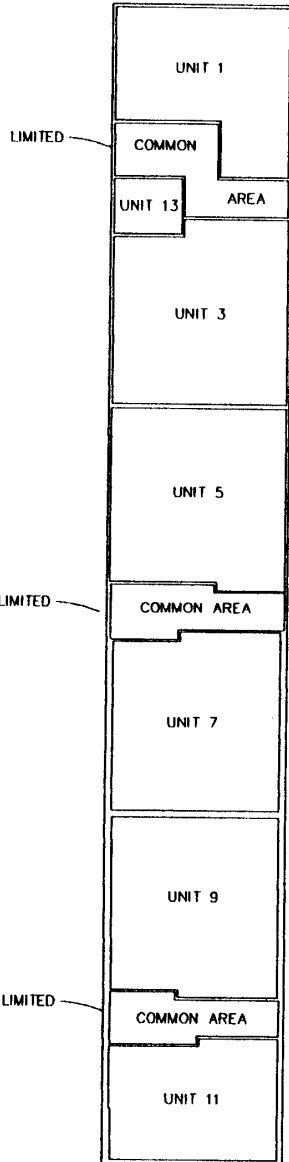 UNIT 1
LIMITED
COMMON
UNIT 13
AREA
UNIT 3
UNIT 5
LIMITED
COMMON AREA
UNIT 7
UNIT 9
LIMITED
COMMON AREA
UNIT 11